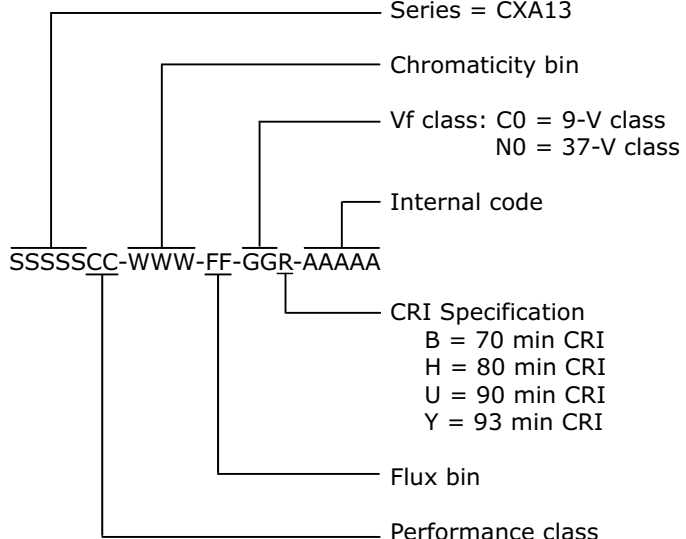 Series = CXA13
Chromaticity bin
Vf class: C0 = 9-V class
N0 = 37-V class
Internal code
SSSSSCC-WWW-FF-GGR-AAAAA
CRI Specification
B = 70 min CRI
H = 80 min CRI
U = 90 min CRI
Y = 93 min CRI
Flux bin
Performance class